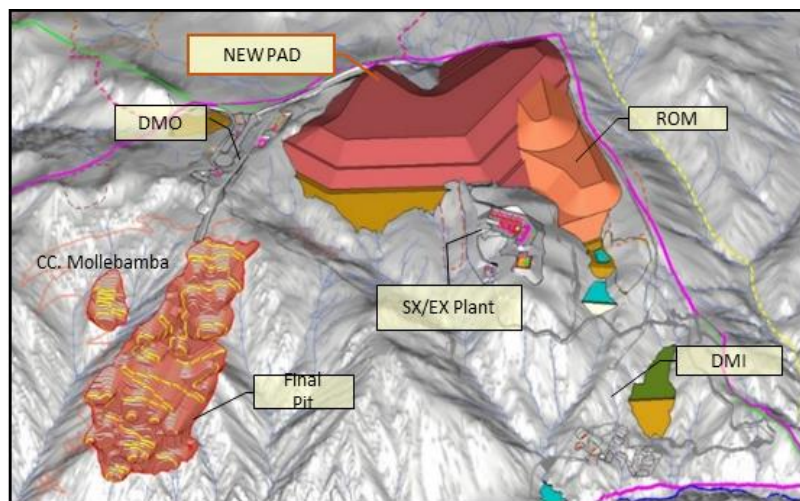 NEW PAD
DMO
ROM
CC. Mollebamba
SX/EX Plant
DMI
Final
Pit